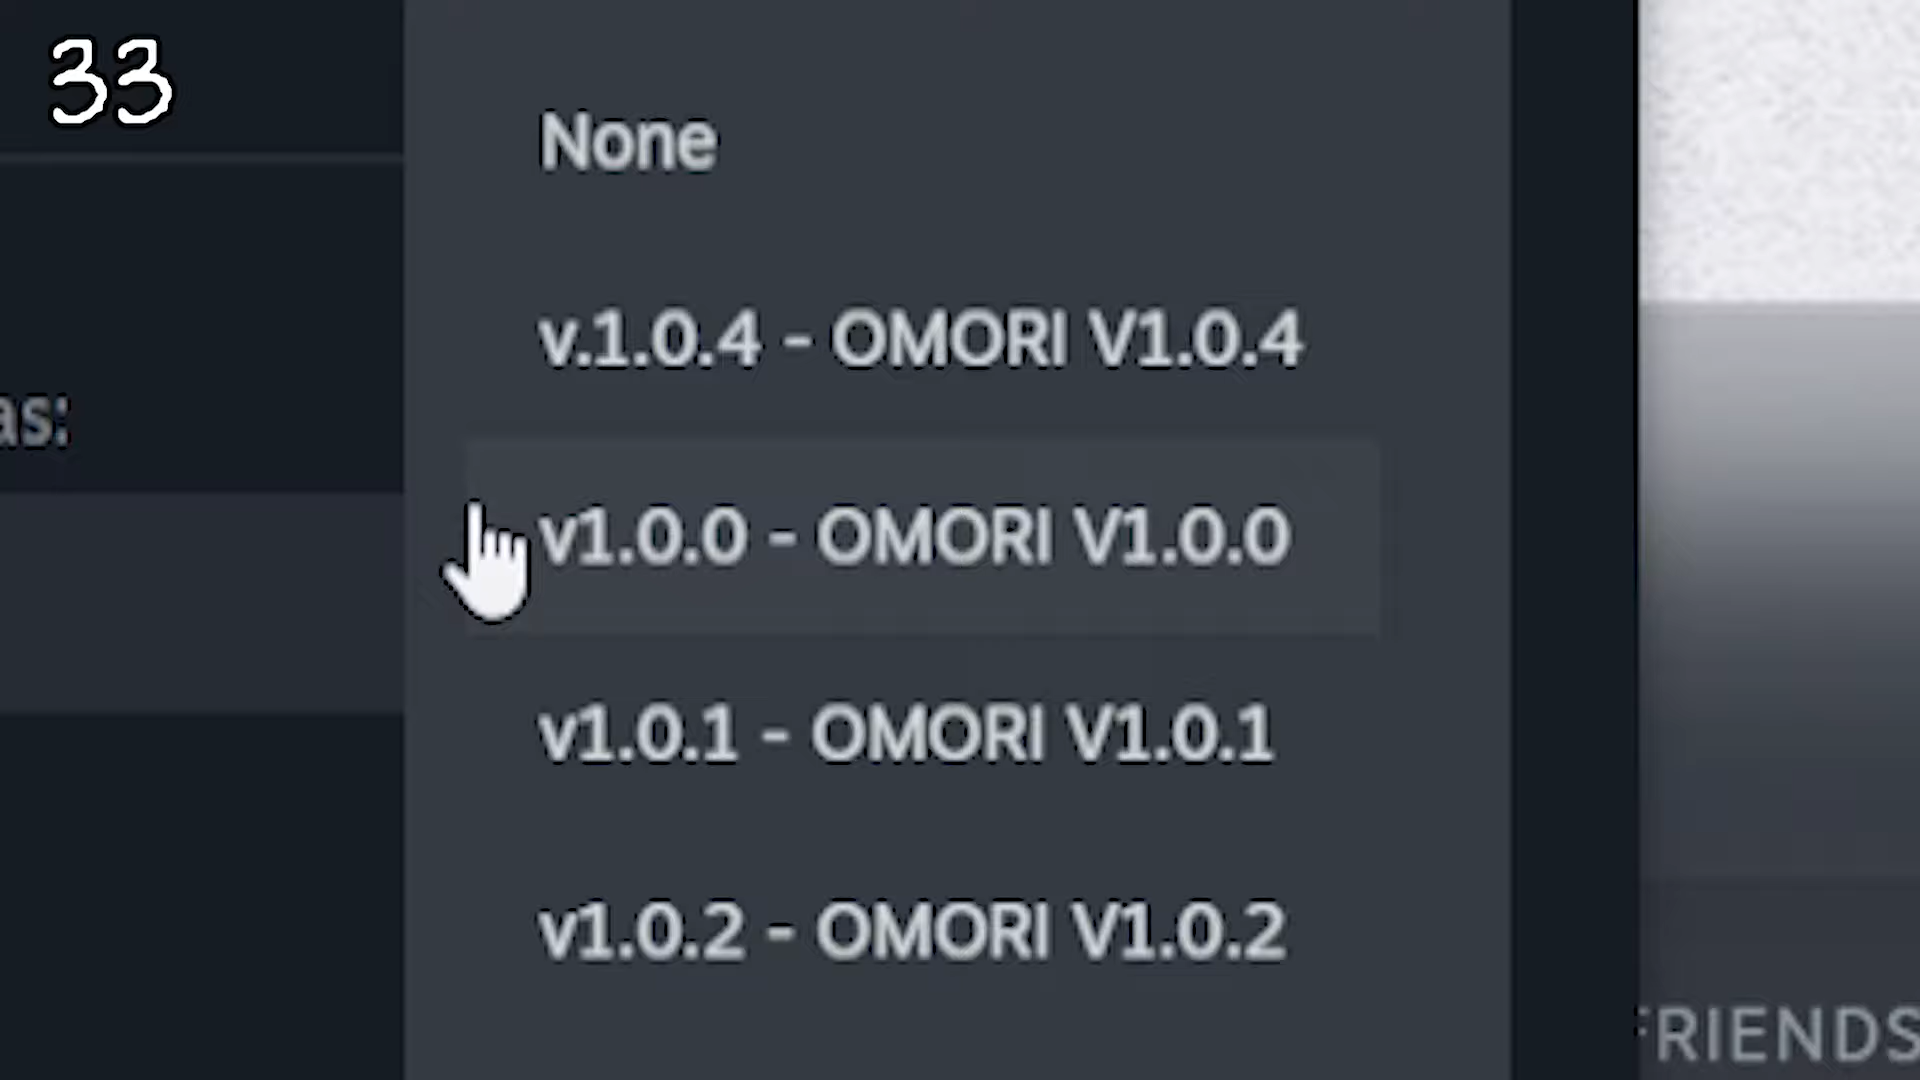 33
None
v.1.0.4 - OMORI V1.0.4
as:
v1.0.0 - OMORI V1.0.0
v1.0.1 - OMORI V1.0.1
v1.0.2 - OMORI V1.0.2
FRIENDS